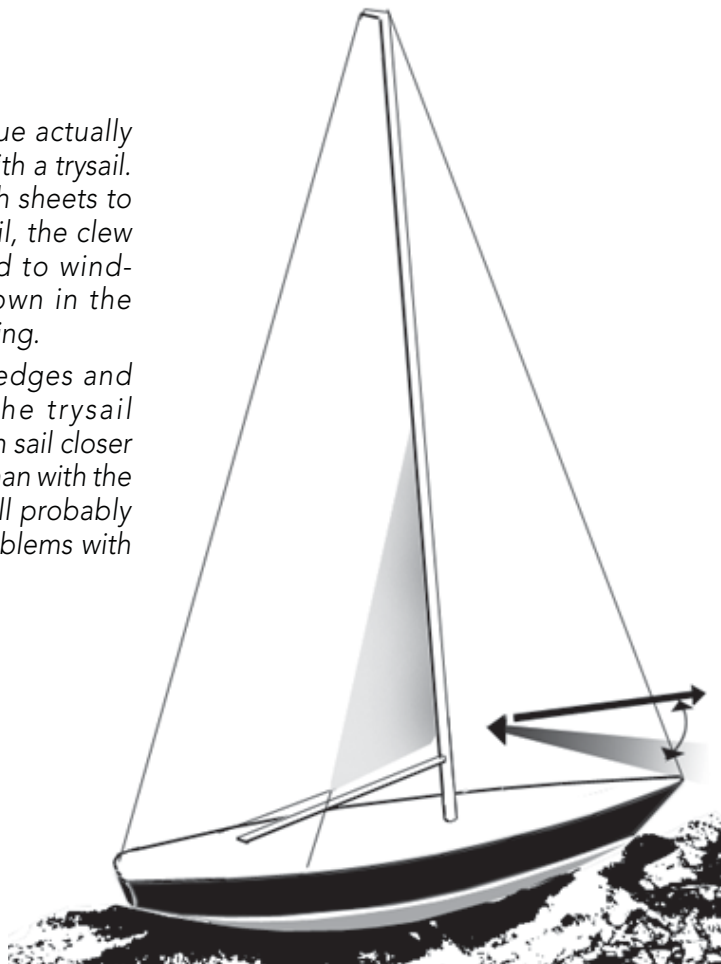 ue actually
th a trysail.
h sheets to
il, the clew
d to wind-
own in the
ing.
edges and
he trysail
n sail closer
an with the
ll probably
blems with